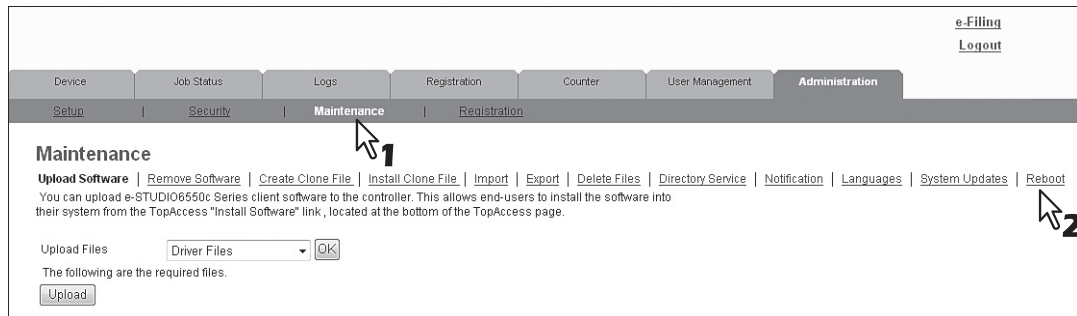 e-Filing
Logout
Device Job Status Logs Registration Counter User Management Administration
Setup | Security | Maintenance | Registration
1
Maintenance
Upload Software | Remove Software | Create Clone File | Install Clone File | Import | Export | Delete Files | Directory Service | Notification | Languages | System Updates | Reboot
You can upload e-STUDIO6550c Series client software to the controller. This allows end-users to install the software into
their system from the TopAccess "Install Software" link , located at the bottom of the TopAccess page.
2
Upload Files Driver Files OK
The following are the required files.
Upload